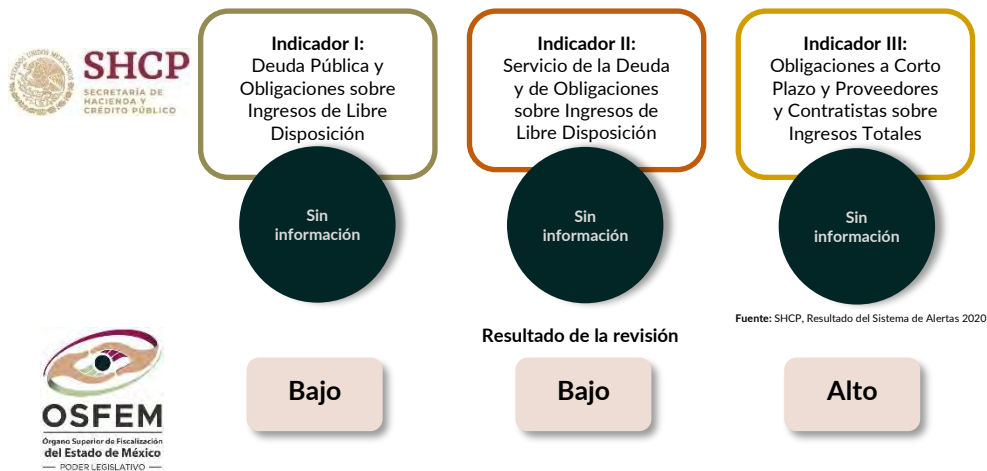 ESTADOS UNIDOS MEXICANOS
SHCP
SECRETARÍA DE
HACIENDA Y
CRÉDITO PÚBLICO
Indicador I:
Deuda Pública y
Obligaciones sobre
Ingresos de Libre
Disposición
Sin
información
Indicador II:
Servicio de la Deuda
y de Obligaciones
sobre Ingresos de
Libre Disposición
Sin
información
Indicador III:
Obligaciones a Corto
Plazo y Proveedores
y Contratistas sobre
Ingresos Totales
Sin
información
Fuente: SHCP, Resultado del Sistema de Alertas 2020
Resultado de la revisión
OSFEM
Órgano Superior de Fiscalización
del Estado de México
PODER LEGISLATIVO
Bajo
Bajo
Alto